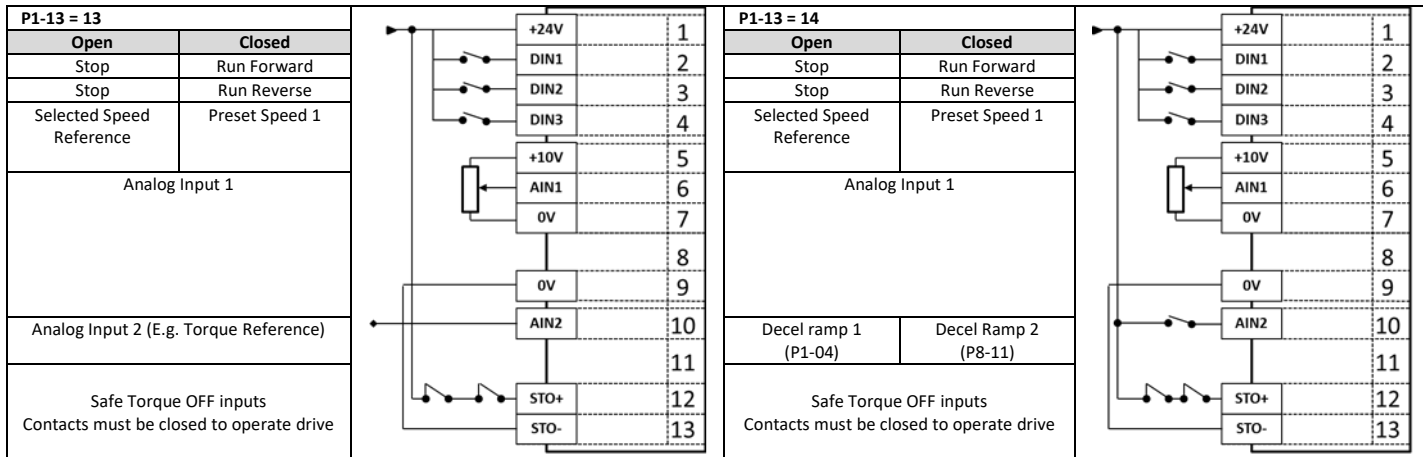 P1-13 = 13
Open Closed
Stop Run Forward
Stop Run Reverse
Selected Speed Preset Speed 1
Reference
Analog Input 1
Analog Input 2 (E.g. Torque Reference)
Safe Torque OFF inputs
Contacts must be closed to operate drive
+24V 1
DIN1 2
DIN2 3
DIN3 4
+10V 5
AIN1 6
0V 7
8
0V 9
AIN2 10
11
STO+ 12
STO- 13
P1-13 = 14
Open Closed
Stop Run Forward
Stop Run Reverse
Selected Speed Preset Speed 1
Reference
Analog Input 1
Decel ramp 1 Decel Ramp 2
(P1-04) (P8-11)
Safe Torque OFF inputs
Contacts must be closed to operate drive
+24V 1
DIN1 2
DIN2 3
DIN3 4
+10V 5
AIN1 6
0V 7
8
0V 9
AIN2 10
11
STO+ 12
STO- 13